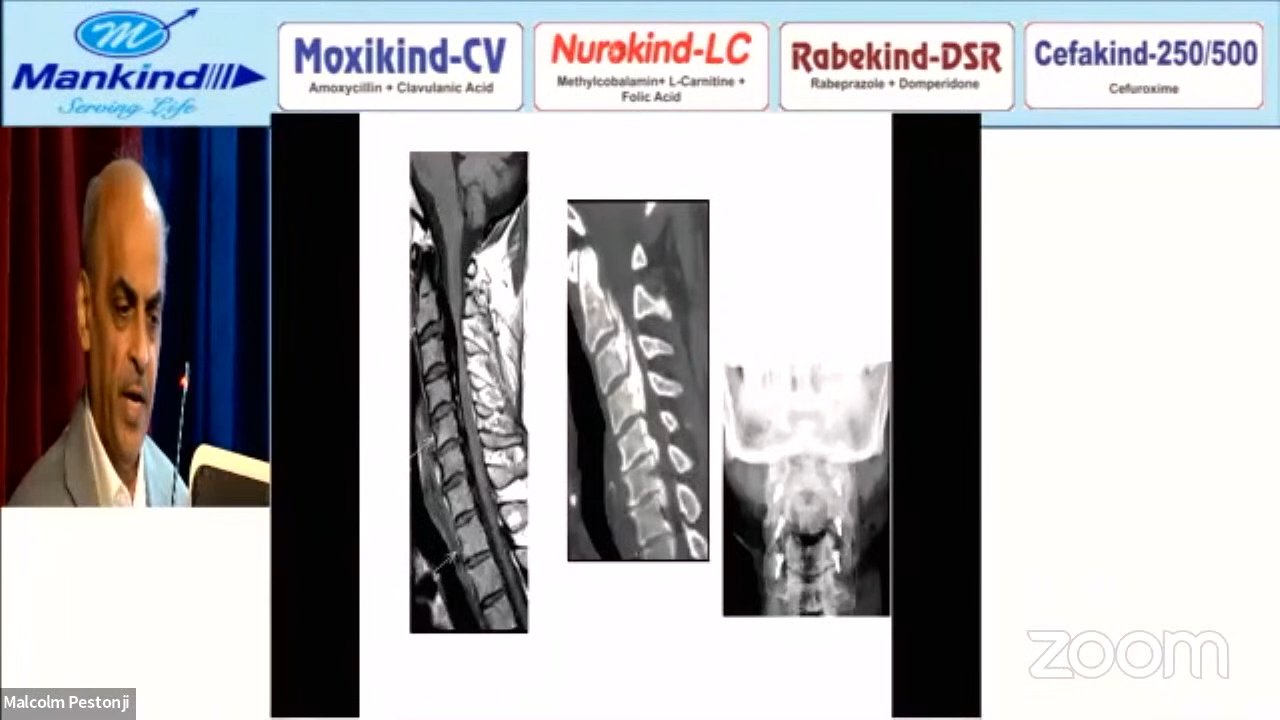 Mankind
Serving Life
Moxikind-CV
Amoxycillin + Clavulanic Acid
Nurokind-LC
Methylcobalamin+ L-Carnitine +
Folic Acid
Rabekind-DSR
Rabeprazole + Domperidone
Cefakind-250/500
Cefuroxime
zoom
Malcolm Pestonji